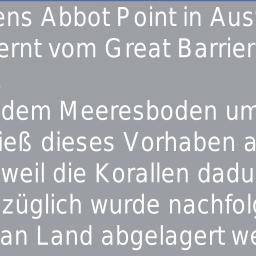 ens Abbot Point in Aus
ernt vom Great Barrier
dem Meeresboden um
ieß dieses Vorhaben a
weil die Korallen dadu
züglich wurde nachfolg
an Land abgelagert we